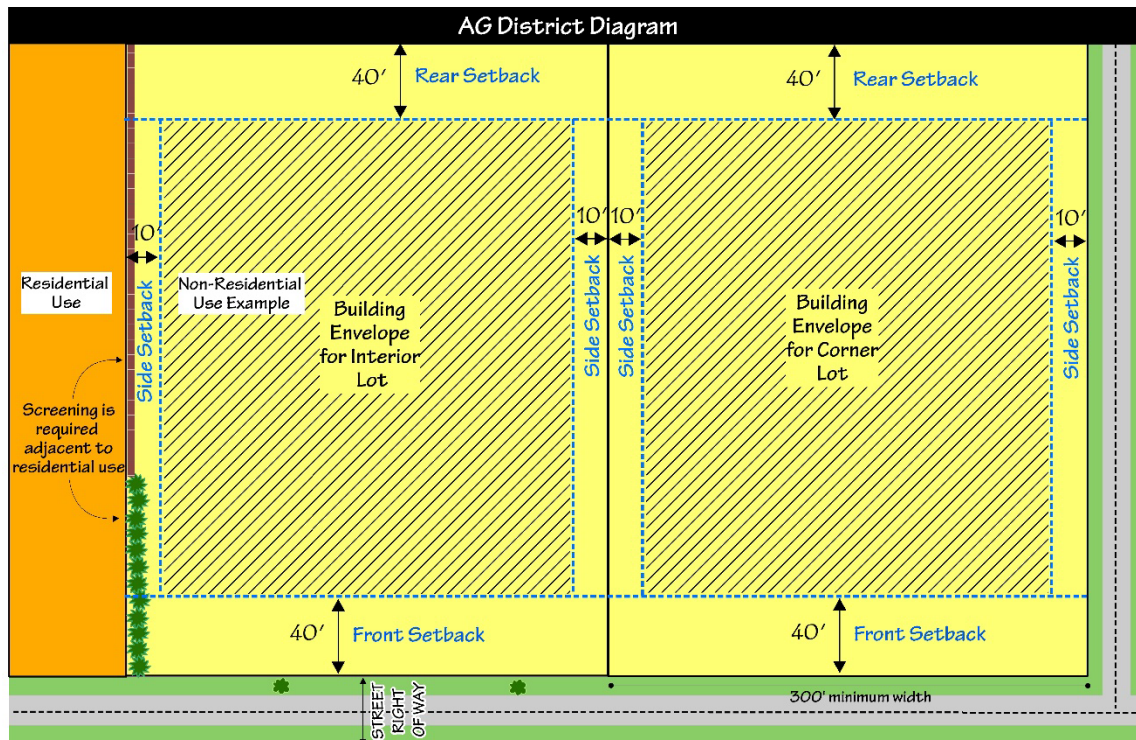 AG District Diagram
40' Rear Setback
40' Rear Setback
10'
10'
10'
10'
Residential
Use
Side Setback
Non-Residential
Use Example
Building
Envelope
for Interior
Lot
Side Setback
Side Setback
Building
Envelope
for Corner
Lot
Side Setback
Screening is
required
adjacent to
residential use
40' Front Setback
40' Front Setback
STREET
RIGHT
OF WAY
300' minimum width